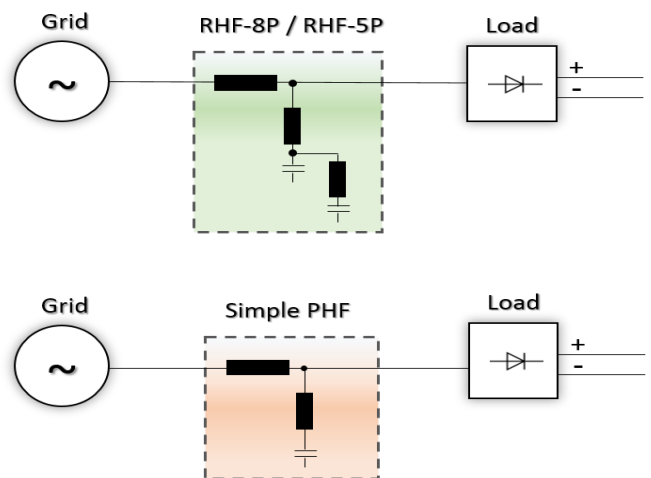 Grid
RHF-8P / RHF-5P
Load
~
+
-
Grid
Simple PHF
Load
~
+
-